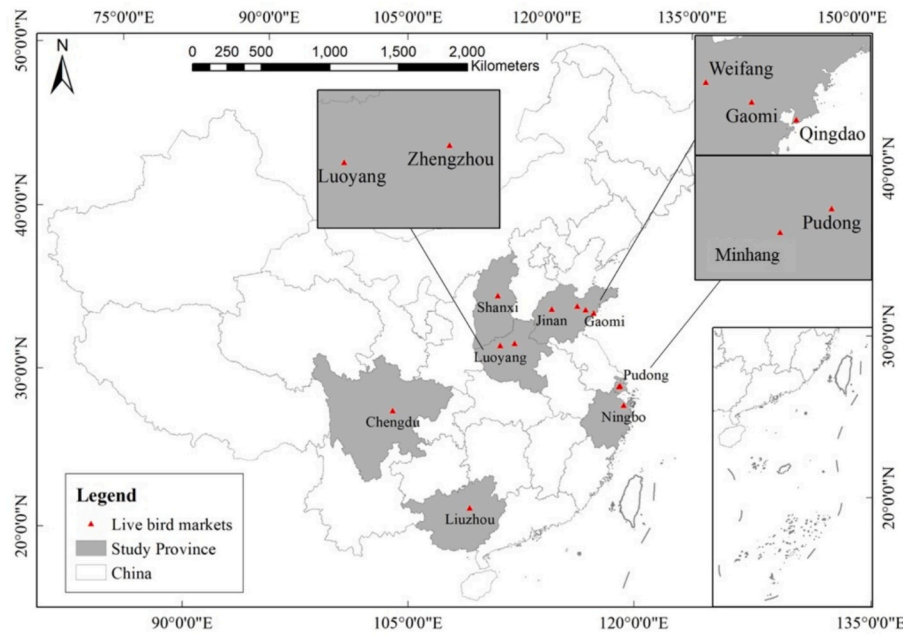 75°0'0"E 90°0'0"E 105°0'0"E 120°0'0"E 135°0'0"E 150°0'0"E
50°0'0"N
N
0 250 500 1,000 1,500 2,000
Kilometers
Weifang
Gaomi
Qingdao
Zhengzhou
Luoyang
Pudong
Minhang
40°0'0"N
40°0'0"N
Shanxi
Jinan
Gaomi
Luoyang
30°0'0"N
30°0'0"N
Pudong
Ningbo
Chengdu
Liuzhou
20°0'0"N
20°0'0"N
Legend
Live bird markets
Study Province
China
90°0'0"E 105°0'0"E 120°0'0"E 135°0'0"E